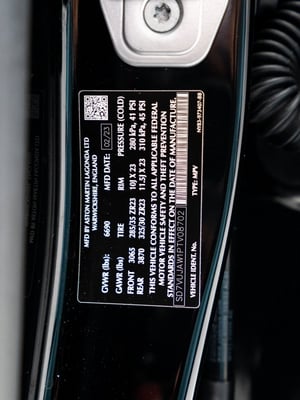 MFD BY ASTON MARTIN LAGONDA LTD
WARWICKSHIRE, ENGLAND
GVWR (lbs): 6690 MFD DATE: 02/23
GAWR (lbs) TIRE RIM PRESSURE (COLD)
FRONT 3065 285/35 ZR23 10J X 23 280 kPa, 41 PSI
REAR 3870 325/30 ZR23 11.5J X 23 310 kPa, 45 PSI
THIS VEHICLE CONFORMS TO ALL APPLICABLE FEDERAL
MOTOR VEHICLE SAFETY AND THEFT PREVENTION
STANDARDS IN EFFECT ON THE DATE OF MANUFACTURE.
SD7VUJAW1PTV08702
VEHICLE IDENT. No. TYPE: MPV